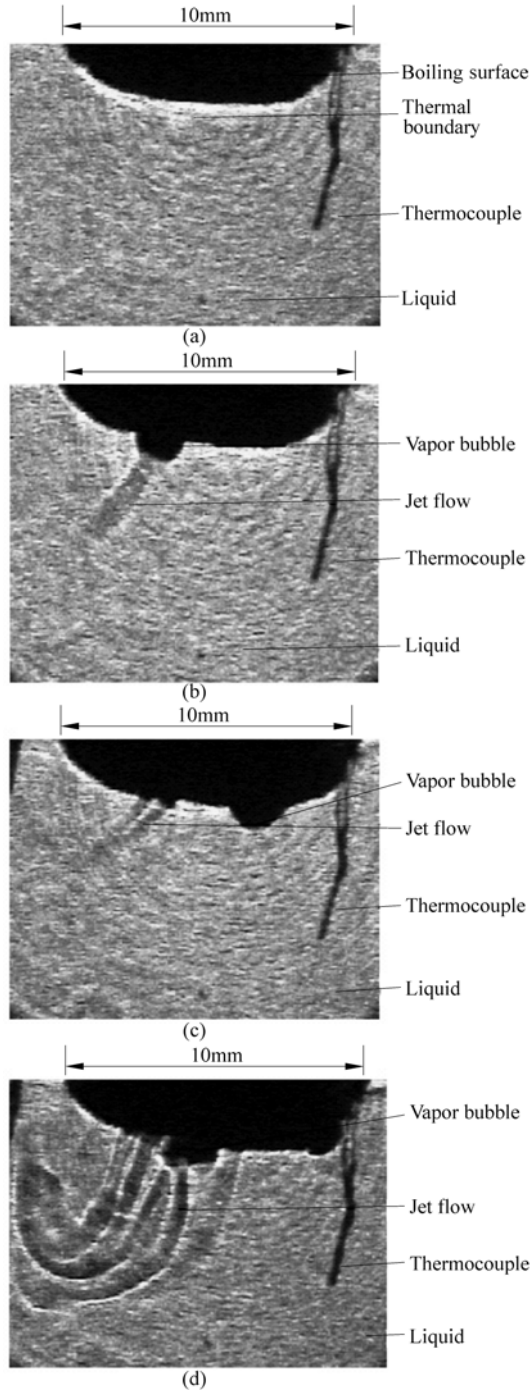 10mm
Boiling surface
Thermal
boundary
Thermocouple
Liquid
(a)
10mm
Vapor bubble
Jet flow
Thermocouple
Liquid
(b)
10mm
Vapor bubble
Jet flow
Thermocouple
Liquid
(c)
10mm
Vapor bubble
Jet flow
Thermocouple
Liquid
(d)